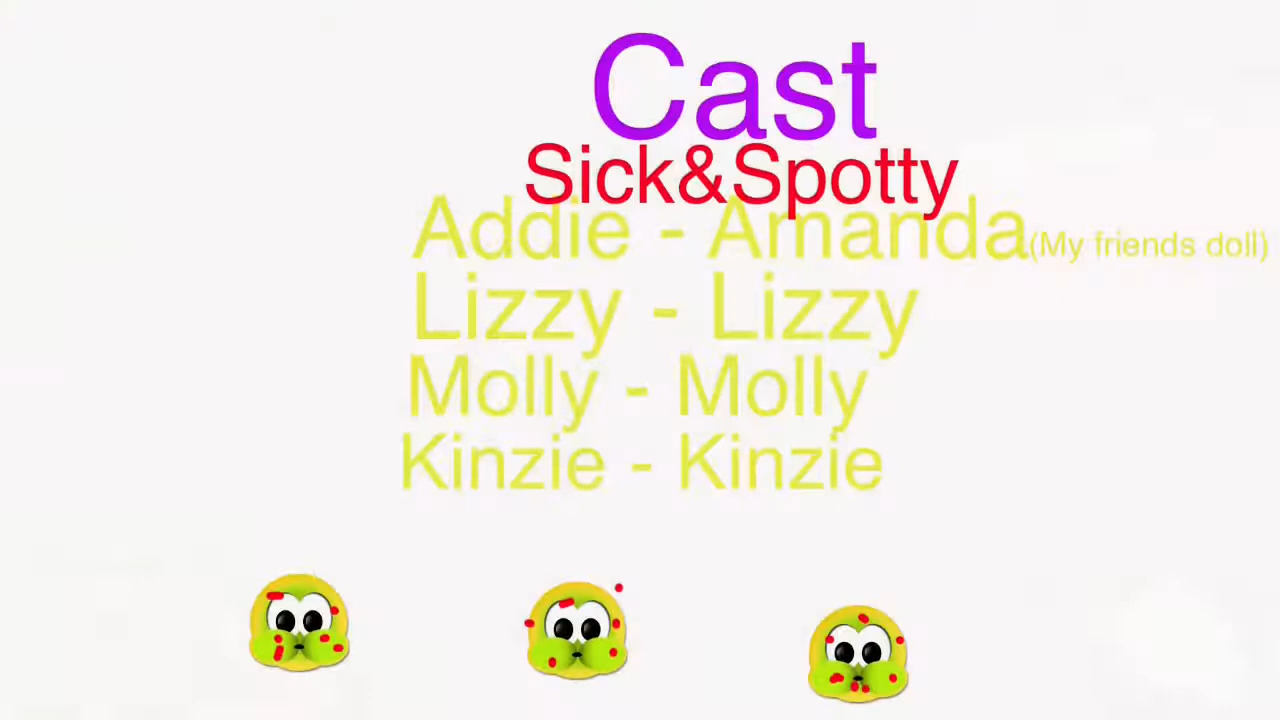 Cast
Sick&Spotty
Addie - Amanda(My friends doll)
Lizzy - Lizzy
Molly - Molly
Kinzie - Kinzie